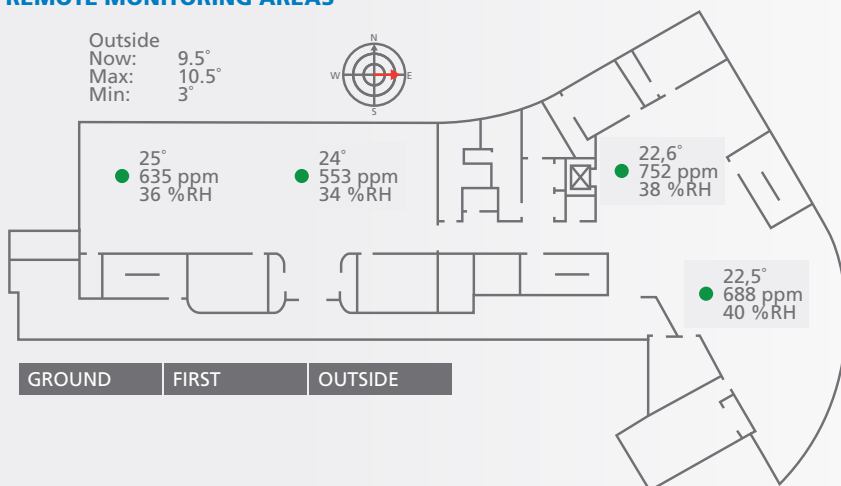 REMOTE MONITORING AREAS
Outside
Now: 9.5°
Max: 10.5°
Min: 3°
N
W E
S
25°
635 ppm
36 %RH
24°
553 ppm
34 %RH
22,6°
752 ppm
38 %RH
22,5°
688 ppm
40 %RH
GROUND FIRST OUTSIDE